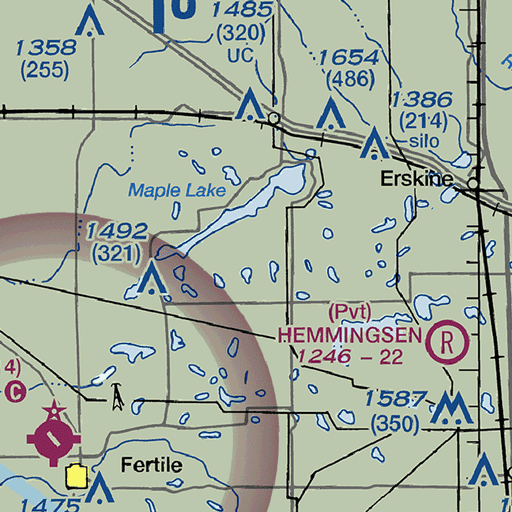 1485
(320)
UC
1358
(255)
1654
(486)
1386
(214)
silo
Erskine
Maple Lake
1492
(321)
(Pvt)
HEMMINGSEN
1246 - 22
R
4)
C
1587
(350)
Fertile
1475